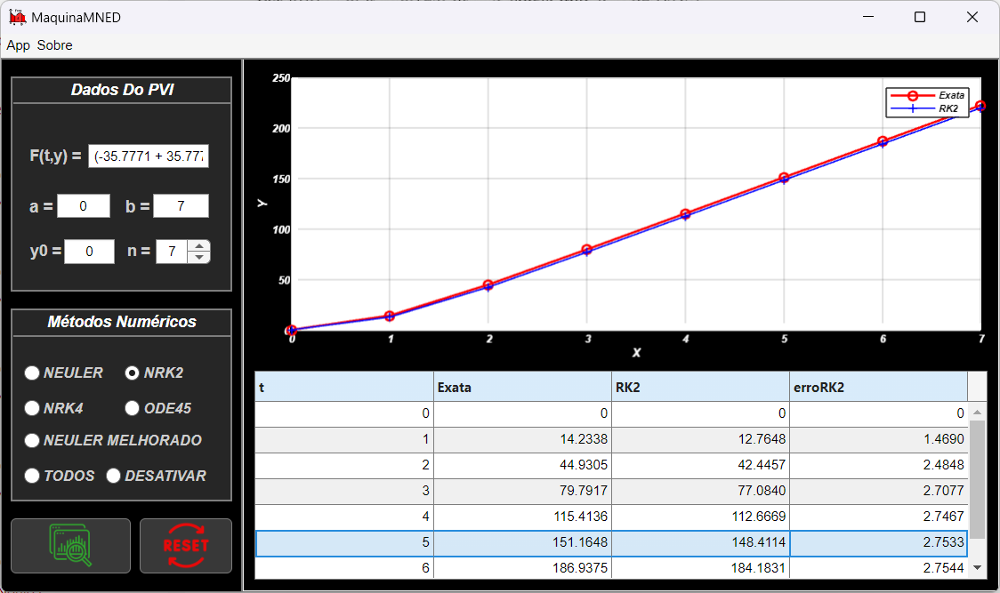 MaquinaMNED
App Sobre
Dados Do PVI
F(t,y) = (-35.7771 + 35.777
a = 0 b = 7
y0 = 0 n = 7
Métodos Numéricos
NEULER NRK2
NRK4 ODE45
NEULER MELHORADO
TODOS DESATIVAR
RESET
250
200
150
100
50
0
Y
0 1 2 3 4 5 6 7
X
Exata
RK2
t Exata RK2 erroRK2
0 0 0 0
1 14.2338 12.7648 1.4690
2 44.9305 42.4457 2.4848
3 79.7917 77.0840 2.7077
4 115.4136 112.6669 2.7467
5 151.1648 148.4114 2.7533
6 186.9375 184.1831 2.7544